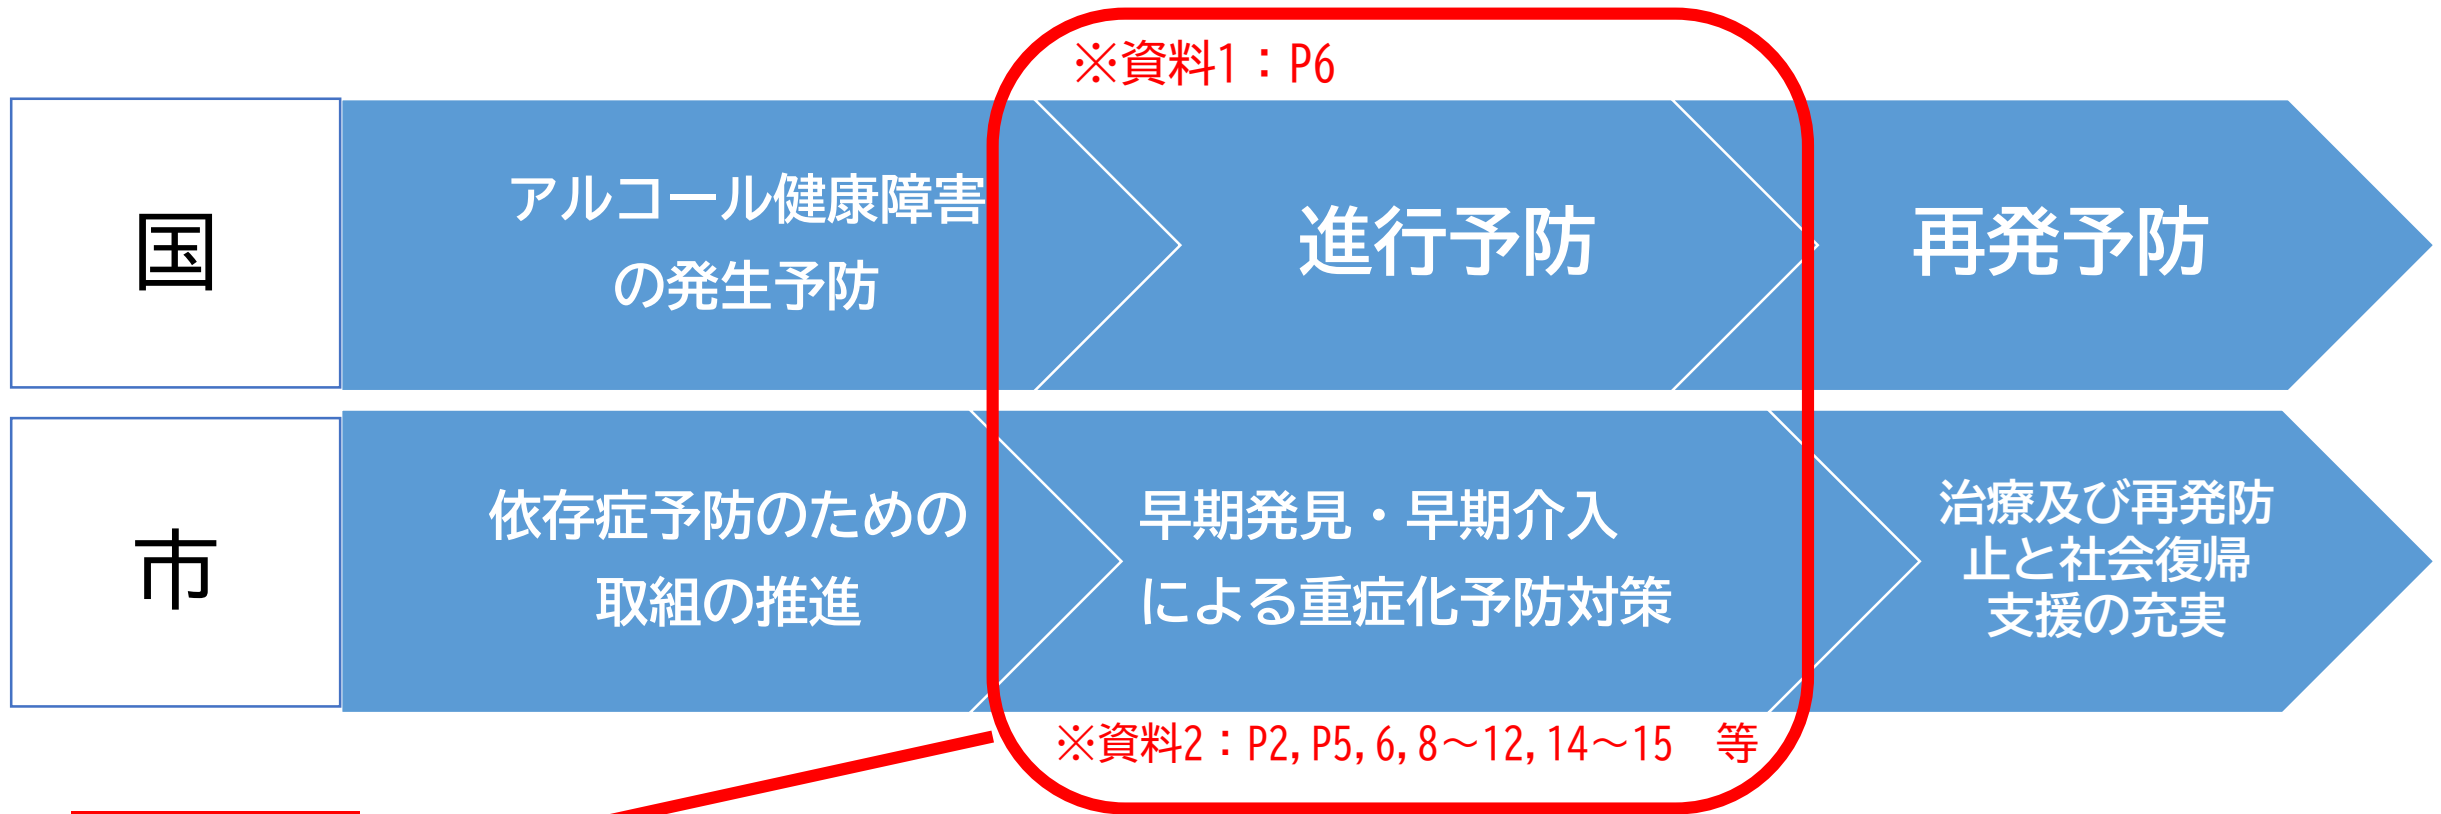 ※資料1：P6
国
アルコール健康障害
の発生予防
進行予防
再発予防
市
依存症予防のための
取組の推進
早期発見・早期介入
による重症化予防対策
治療及び再発防
止と社会復帰
支援の充実
※資料2：P2,P5,6,8～12,14～15　等